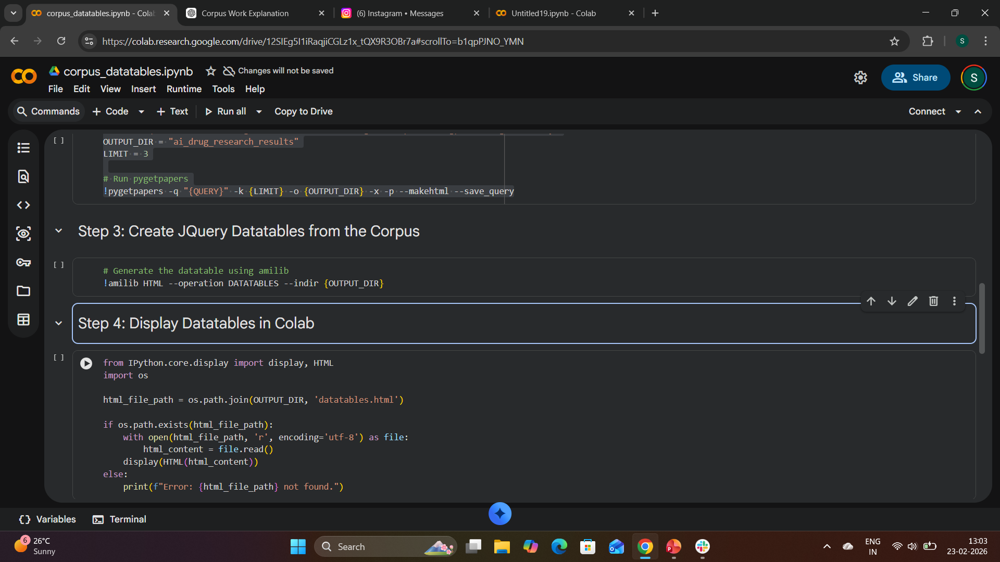 corpus_datatables.ipynb - Cola
Corpus Work Explanation
(6) Instagram • Messages
Untitled19.ipynb - Colab
https://colab.research.google.com/drive/12SIEg5I1iRaqjiCGLz1x_tQX9R3OBr7a#scrollTo=b1qpPJNO_YMN
S
corpus_datatables.ipynb
Changes will not be saved
File Edit View Insert Runtime Tools Help
Share
S
Commands
+ Code
+ Text
Run all
Copy to Drive
Connect
[ ]
OUTPUT_DIR = "ai_drug_research_results"
LIMIT = 3
# Run pygetpapers
!pygetpapers -q "{QUERY}" -k {LIMIT} -o {OUTPUT_DIR} -x -p --makehtml --save_query
Step 3: Create JQuery Datatables from the Corpus
[ ]
# Generate the datatable using amilib
!amilib HTML --operation DATATABLES --indir {OUTPUT_DIR}
Step 4: Display Datatables in Colab
[ ]
from IPython.core.display import display, HTML
import os
html_file_path = os.path.join(OUTPUT_DIR, 'datatables.html')
if os.path.exists(html_file_path):
    with open(html_file_path, 'r', encoding='utf-8') as file:
        html_content = file.read()
    display(HTML(html_content))
else:
    print(f"Error: {html_file_path} not found.")
Variables
Terminal
6
26°C
Sunny
Search
ENG
IN
13:03
23-02-2026